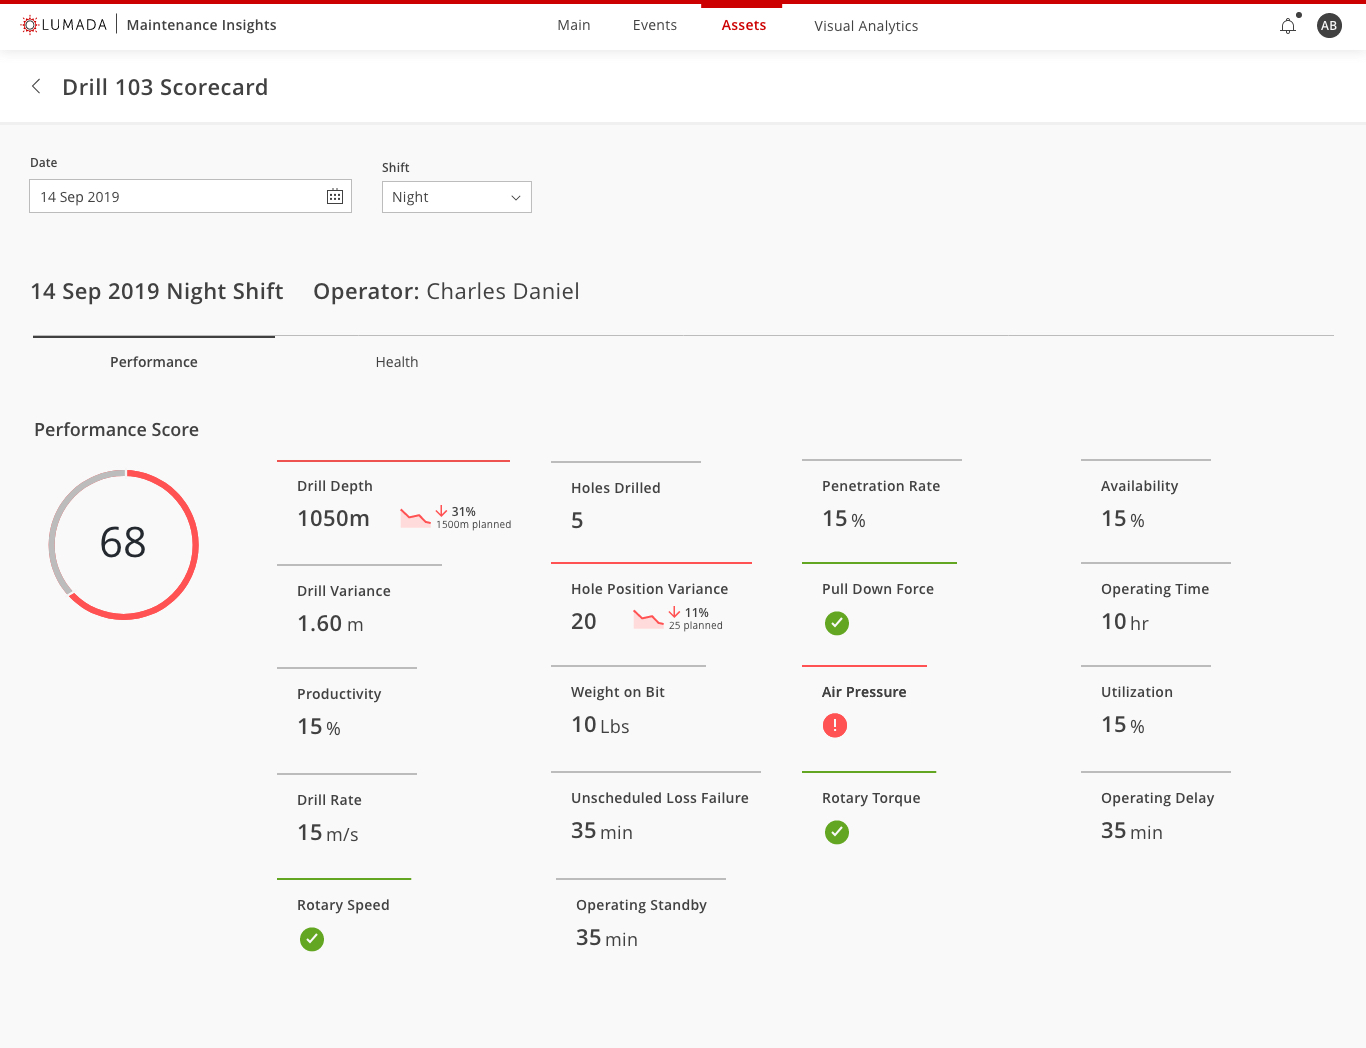 LUMADA | Maintenance Insights
Main
Events
Assets
Visual Analytics
AB
Drill 103 Scorecard
Date
14 Sep 2019
Shift
Night
14 Sep 2019 Night Shift
Operator: Charles Daniel
Performance
Health
Performance Score
68
Drill Depth
1050m
31%
1500m planned
Holes Drilled
5
Penetration Rate
15 %
Availability
15 %
Drill Variance
1.60 m
Hole Position Variance
20
11%
25 planned
Pull Down Force
Operating Time
10 hr
Productivity
15 %
Weight on Bit
10 Lbs
Air Pressure
!
Utilization
15 %
Drill Rate
15 m/s
Unscheduled Loss Failure
35 min
Rotary Torque
Operating Delay
35 min
Rotary Speed
Operating Standby
35 min